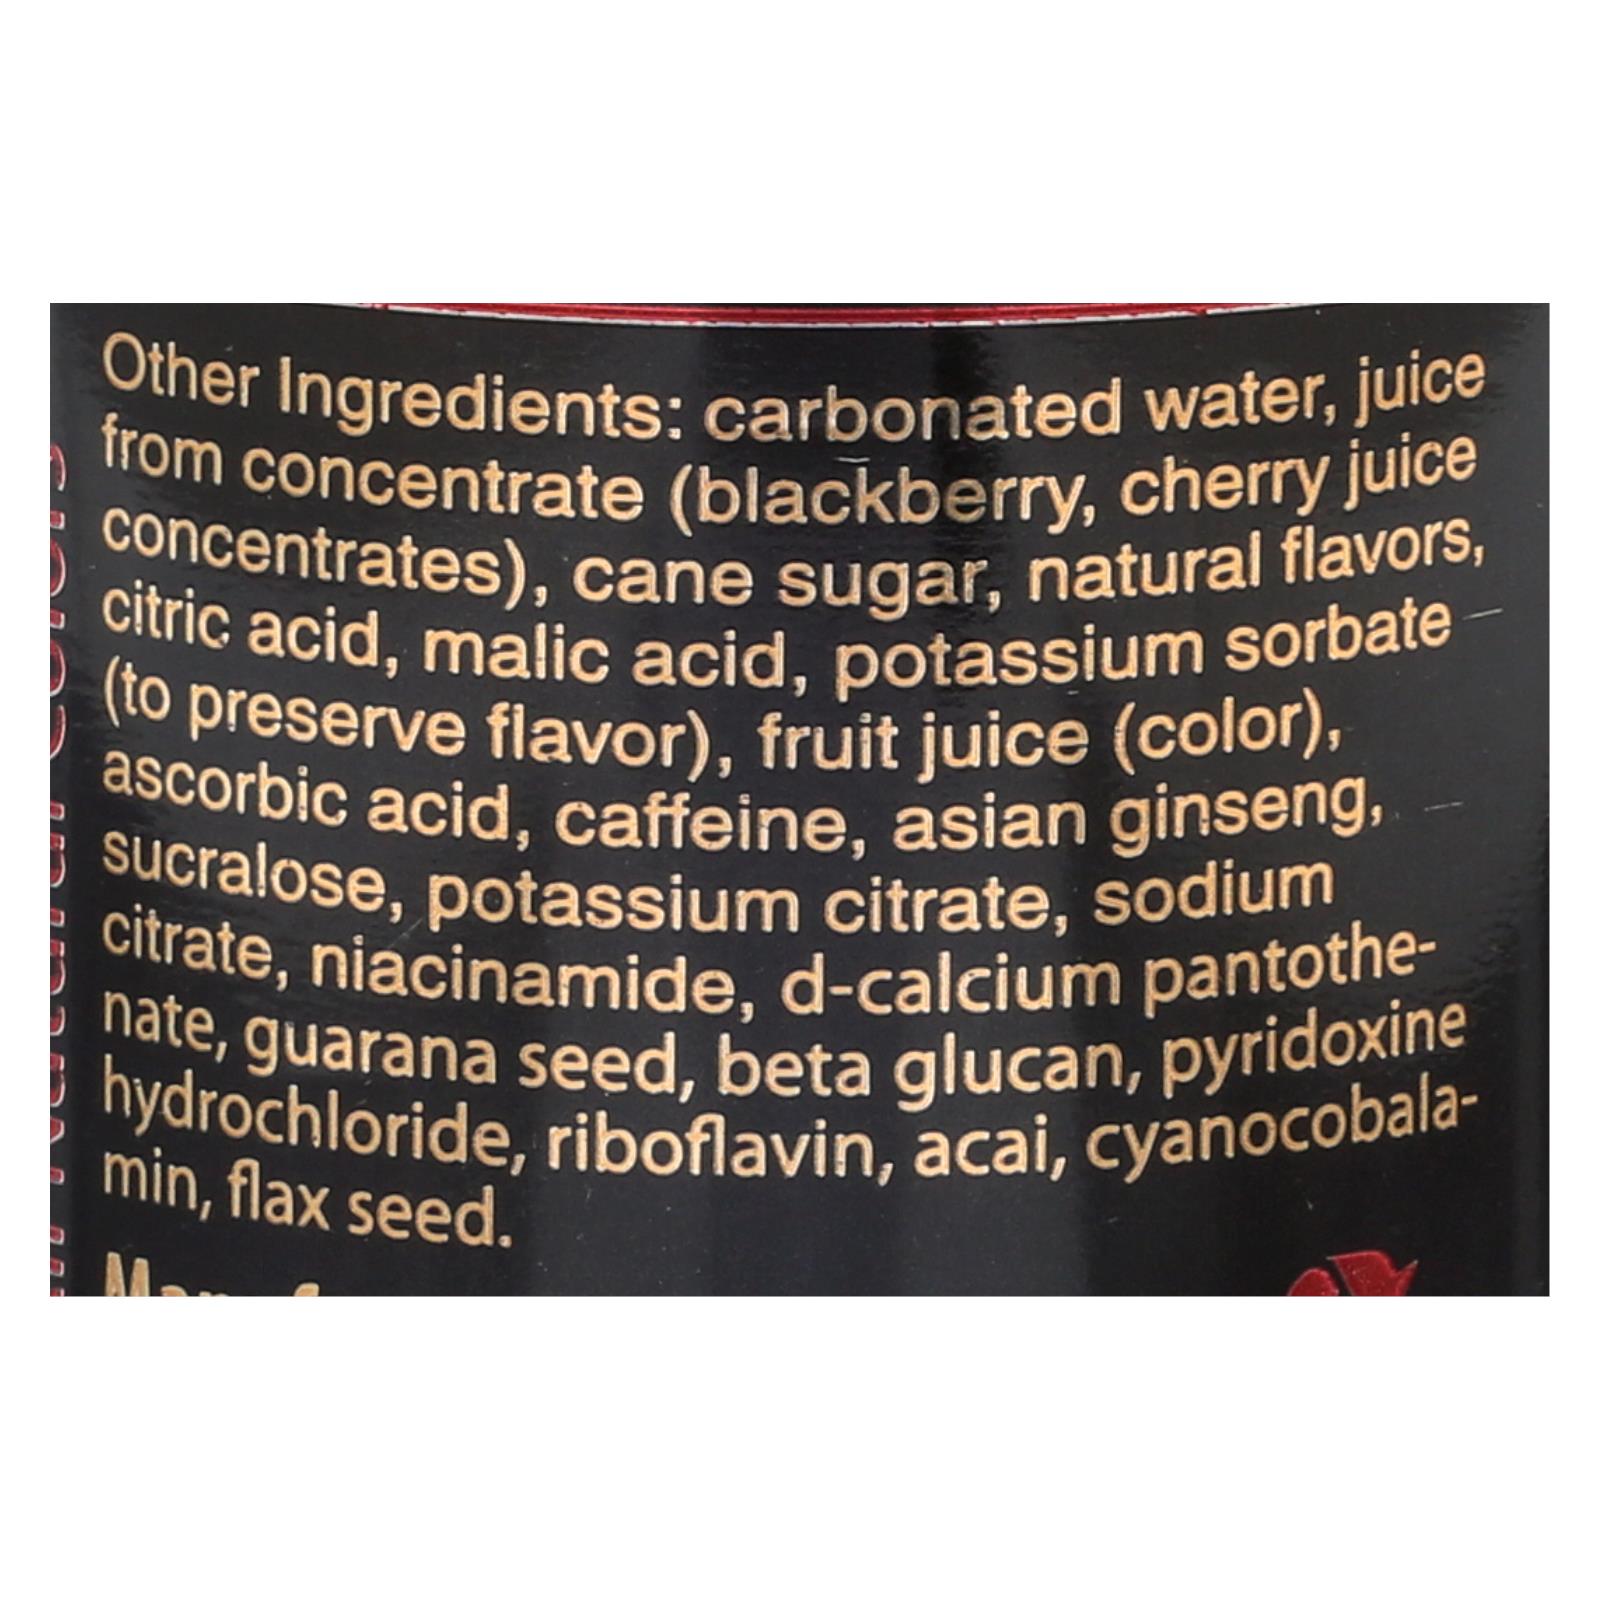 Other Ingredients: carbonated water, juice
from concentrate (blackberry, cherry juice
concentrates), cane sugar, natural flavors,
citric acid, malic acid, potassium sorbate
(to preserve flavor), fruit juice (color),
ascorbic acid, caffeine, asian ginseng,
sucralose, potassium citrate, sodium
citrate, niacinamide, d-calcium pantothe-
nate, guarana seed, beta glucan, pyridoxine
hydrochloride, riboflavin, acai, cyanocobala-
min, flax seed.